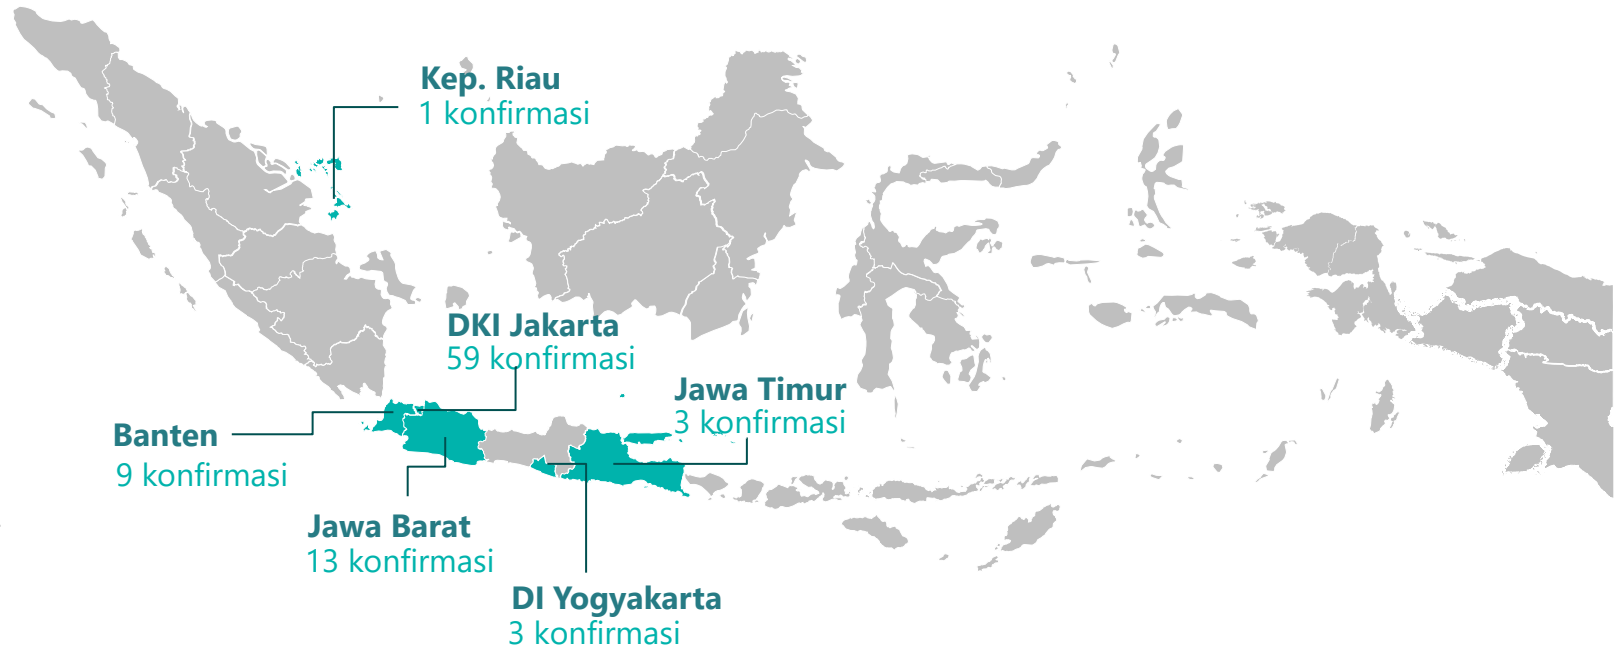 Kep. Riau
1 konfirmasi
DKI Jakarta
59 konfirmasi
Jawa Timur
3 konfirmasi
Banten
9 konfirmasi
Jawa Barat
13 konfirmasi
DI Yogyakarta
3 konfirmasi